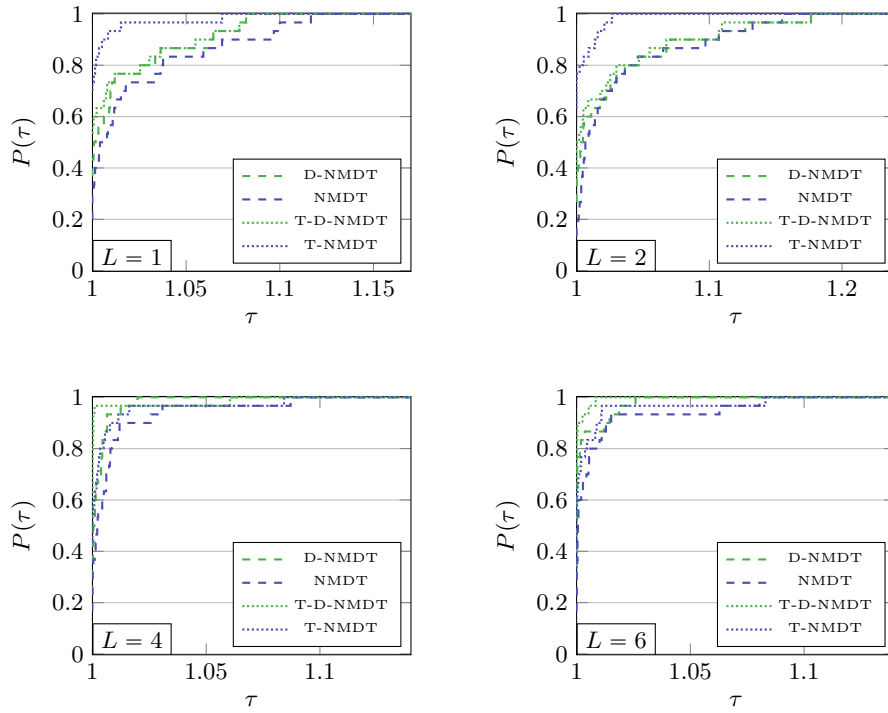 1
0.8
0.6
0.4
0.2
0
P(τ)
D-NMDT
NMDT
T-D-NMDT
T-NMDT
L = 1
1 1.05 1.1 1.15
τ
1
0.8
0.6
0.4
0.2
0
P(τ)
D-NMDT
NMDT
T-D-NMDT
T-NMDT
L = 2
1 1.1 1.2
τ
1
0.8
0.6
0.4
0.2
0
P(τ)
D-NMDT
NMDT
T-D-NMDT
T-NMDT
L = 4
1 1.05 1.1
τ
1
0.8
0.6
0.4
0.2
0
P(τ)
D-NMDT
NMDT
T-D-NMDT
T-NMDT
L = 6
1 1.05 1.1
τ